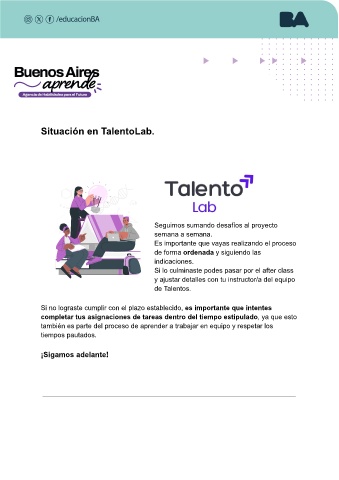 /educacionBA
BA
Buenos Aires
aprende
Agencia de Habilidades para el Futuro
Situación en TalentoLab.
Talento
Lab
Seguimos sumando desafíos al proyecto
semana a semana.
Es importante que vayas realizando el proceso
de forma ordenada y siguiendo las
indicaciones.
Si lo culminaste podes pasar por el after class
y ajustar detalles con tu instructor/a del equipo
de Talentos.
Si no lograste cumplir con el plazo establecido, es importante que intentes
completar tus asignaciones de tareas dentro del tiempo estipulado, ya que esto
también es parte del proceso de aprender a trabajar en equipo y respetar los
tiempos pautados.
¡Sigamos adelante!